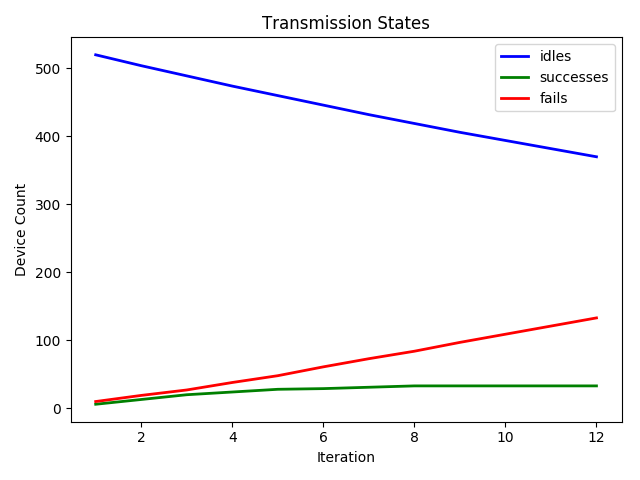 Transmission States
idles
successes
fails
Device Count
500
400
300
200
100
0
2 4 6 8 10 12
Iteration